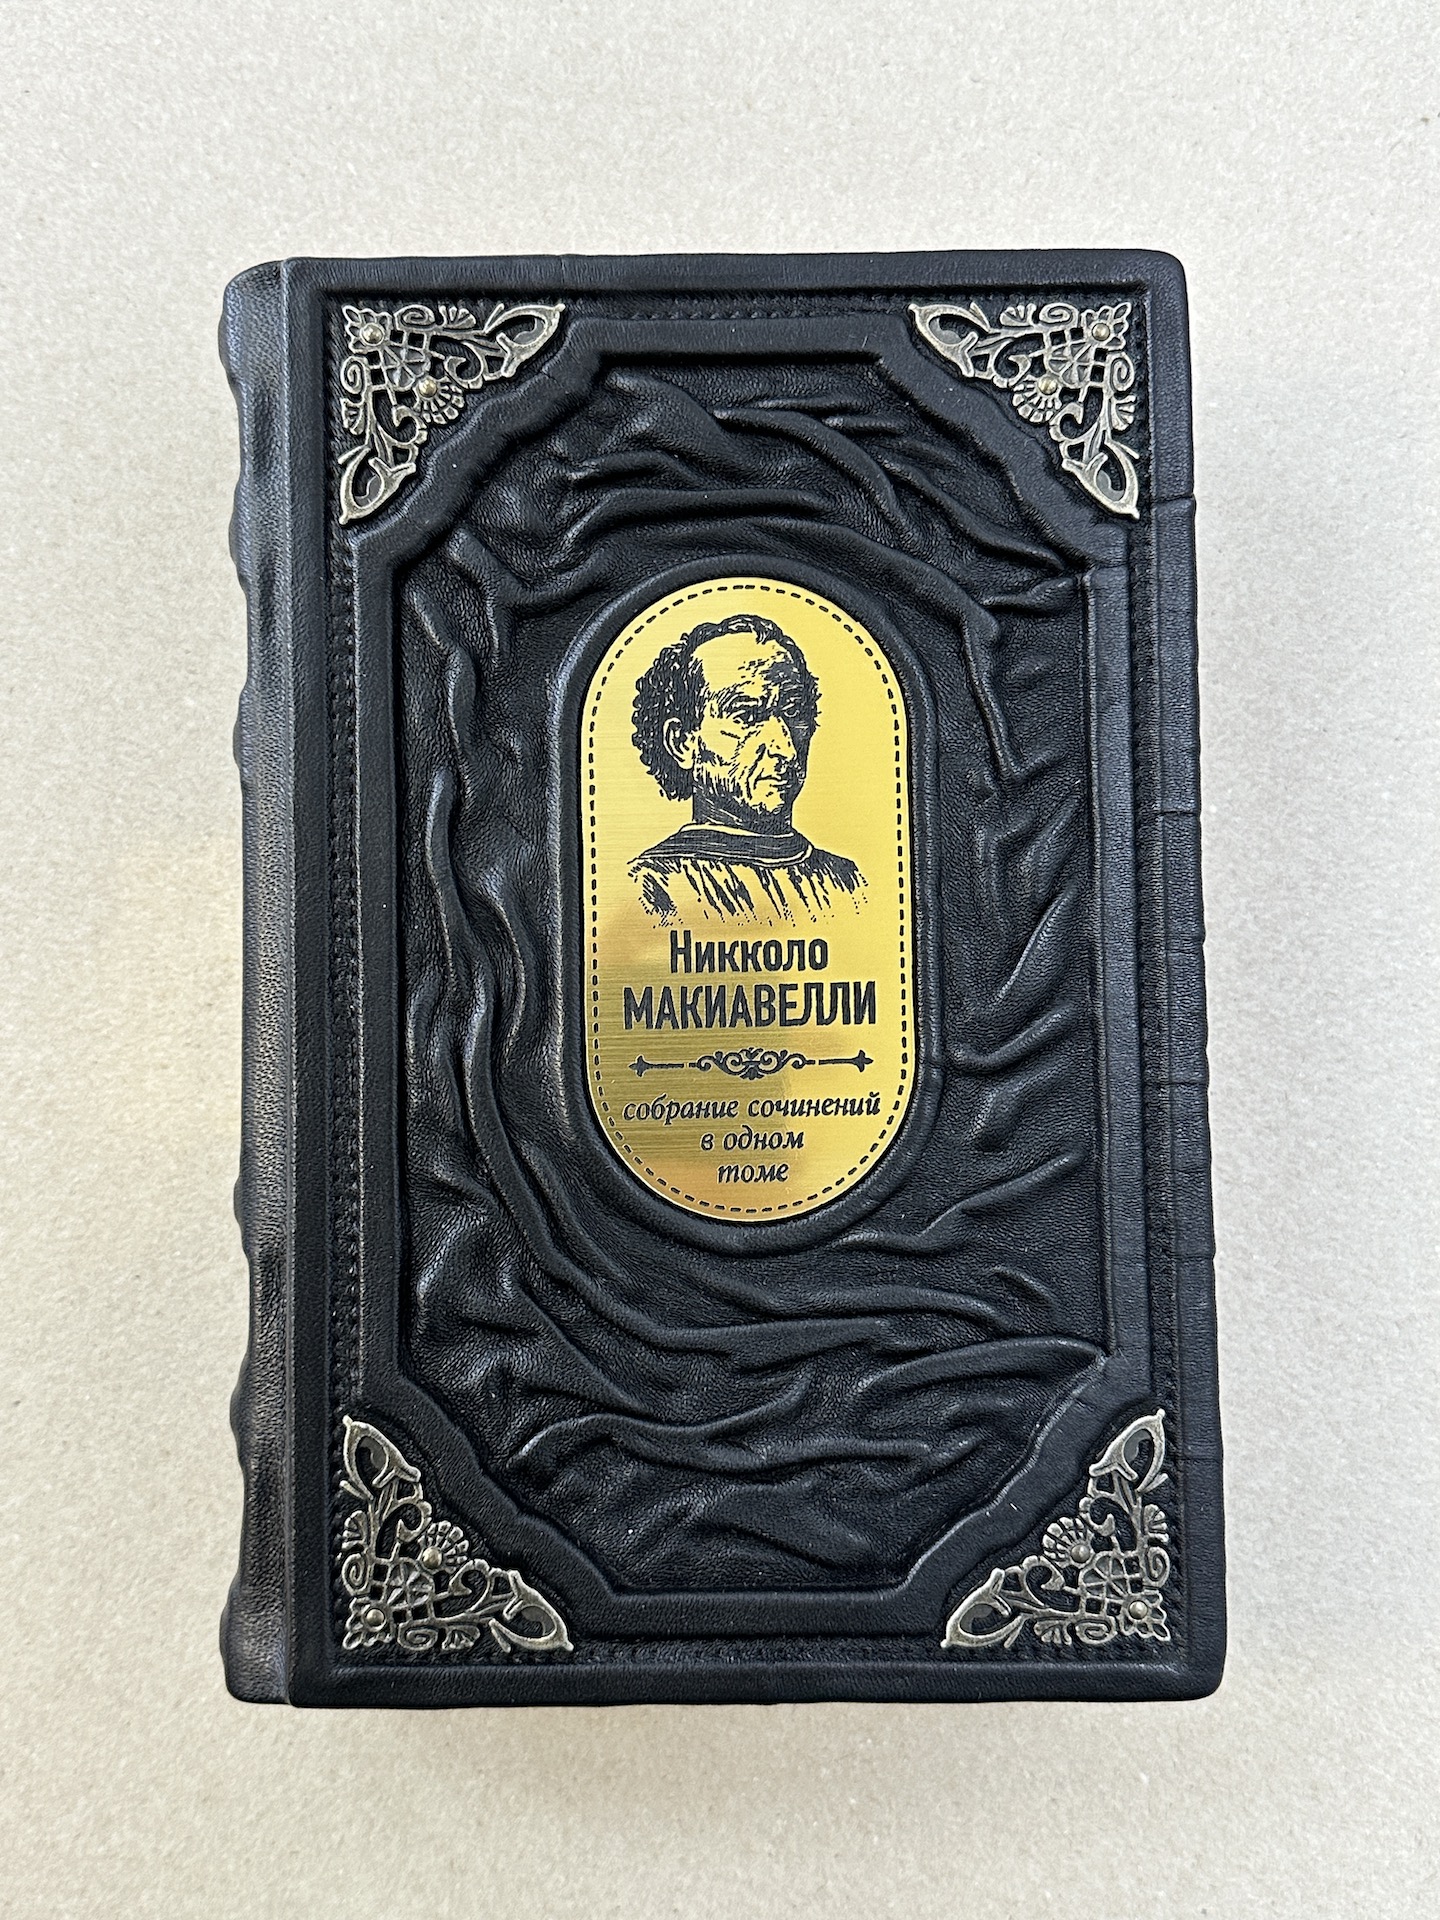 Никколо
МАКИАВЕЛЛИ
собрание сочинений
в одном
томе